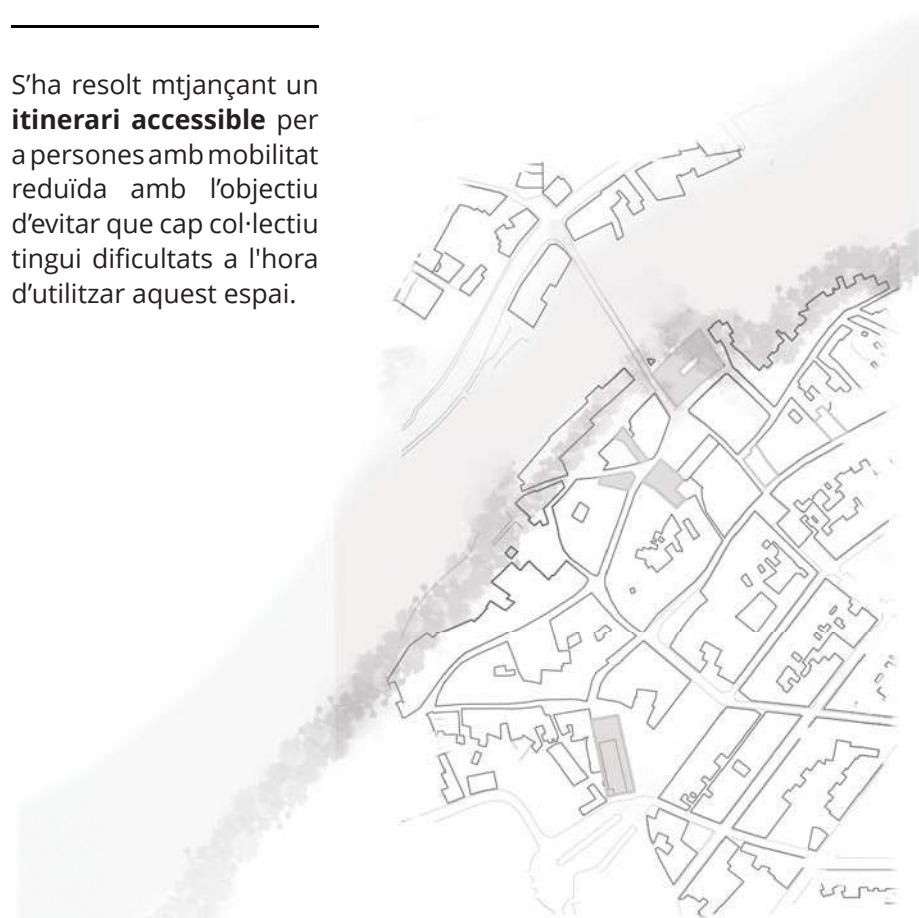 S’ha resolt mtjançant un
itinerari accessible per
a persones amb mobilitat
reduïda amb l’objectiu
d’evitar que cap col·lectiu
tingui dificultats a l'hora
d’utilitzar aquest espai.